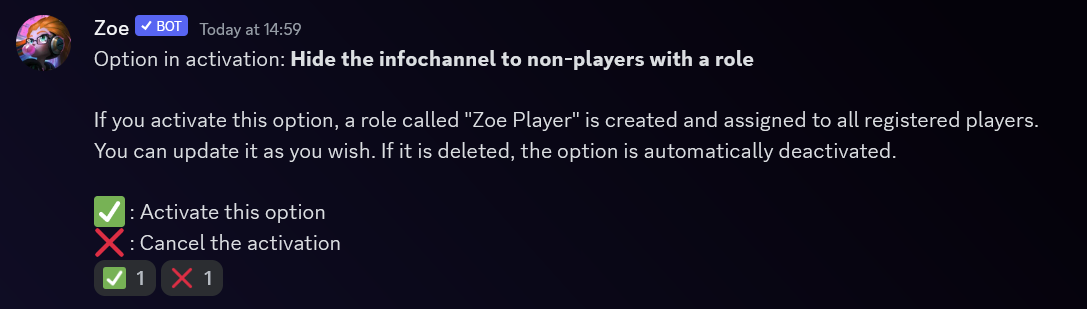 Zoe ✓ BOT Today at 14:59
Option in activation: Hide the infochannel to non-players with a role
If you activate this option, a role called "Zoe Player" is created and assigned to all registered players.
You can update it as you wish. If it is deleted, the option is automatically deactivated.
✅ : Activate this option
❌ : Cancel the activation
✅ 1 ❌ 1